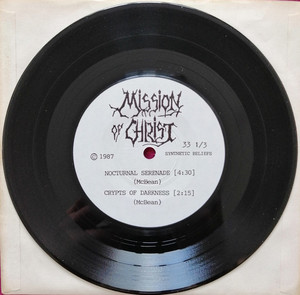 MISSION
OF CHRIST
33 1/3
© 1987
SYNTHETIC BELIEFS
NOCTURNAL SERENADE [4:30]
(McBean)
CRYPTS OF DARKNESS [2:15]
(McBean)